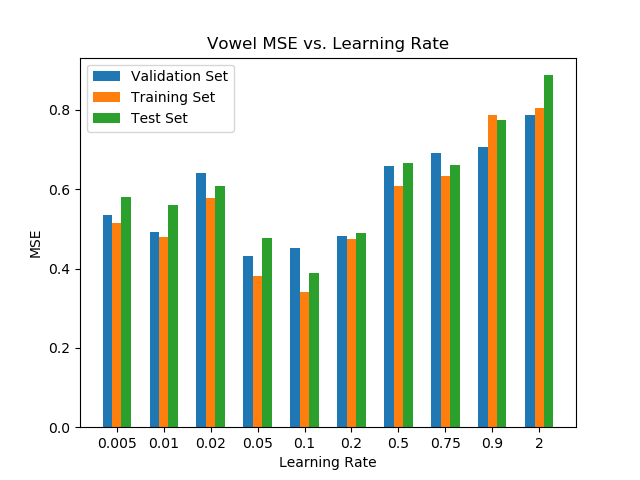 Vowel MSE vs. Learning Rate
Validation Set
Training Set
Test Set
MSE
0.8
0.6
0.4
0.2
0.0
0.005 0.01 0.02 0.05 0.1 0.2 0.5 0.75 0.9 2
Learning Rate